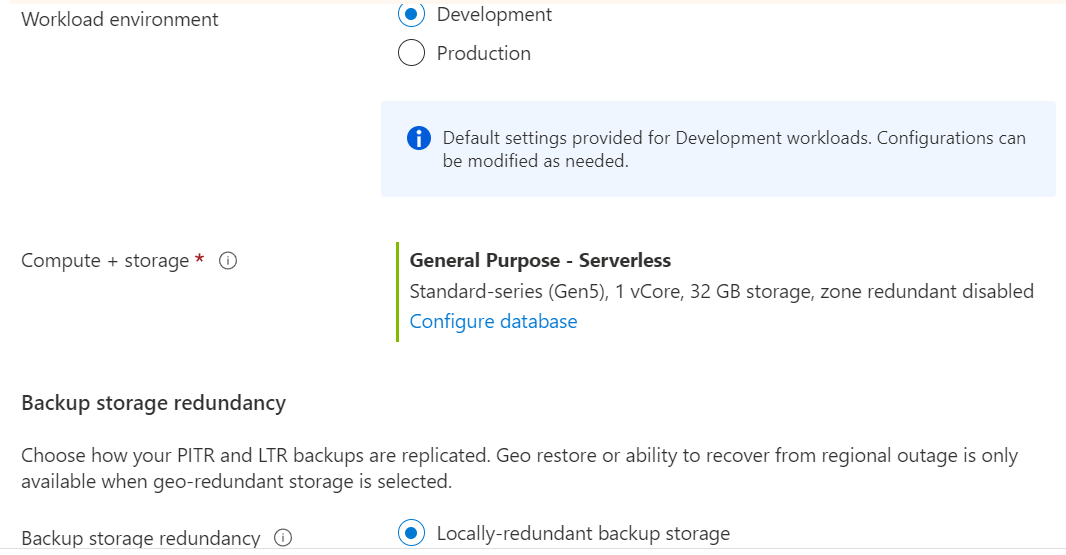 Workload environment
Development
Production
Default settings provided for Development workloads. Configurations can
be modified as needed.
Compute + storage *
General Purpose - Serverless
Standard-series (Gen5), 1 vCore, 32 GB storage, zone redundant disabled
Configure database
Backup storage redundancy
Choose how your PITR and LTR backups are replicated. Geo restore or ability to recover from regional outage is only
available when geo-redundant storage is selected.
Backup storage redundancy
Locally-redundant backup storage